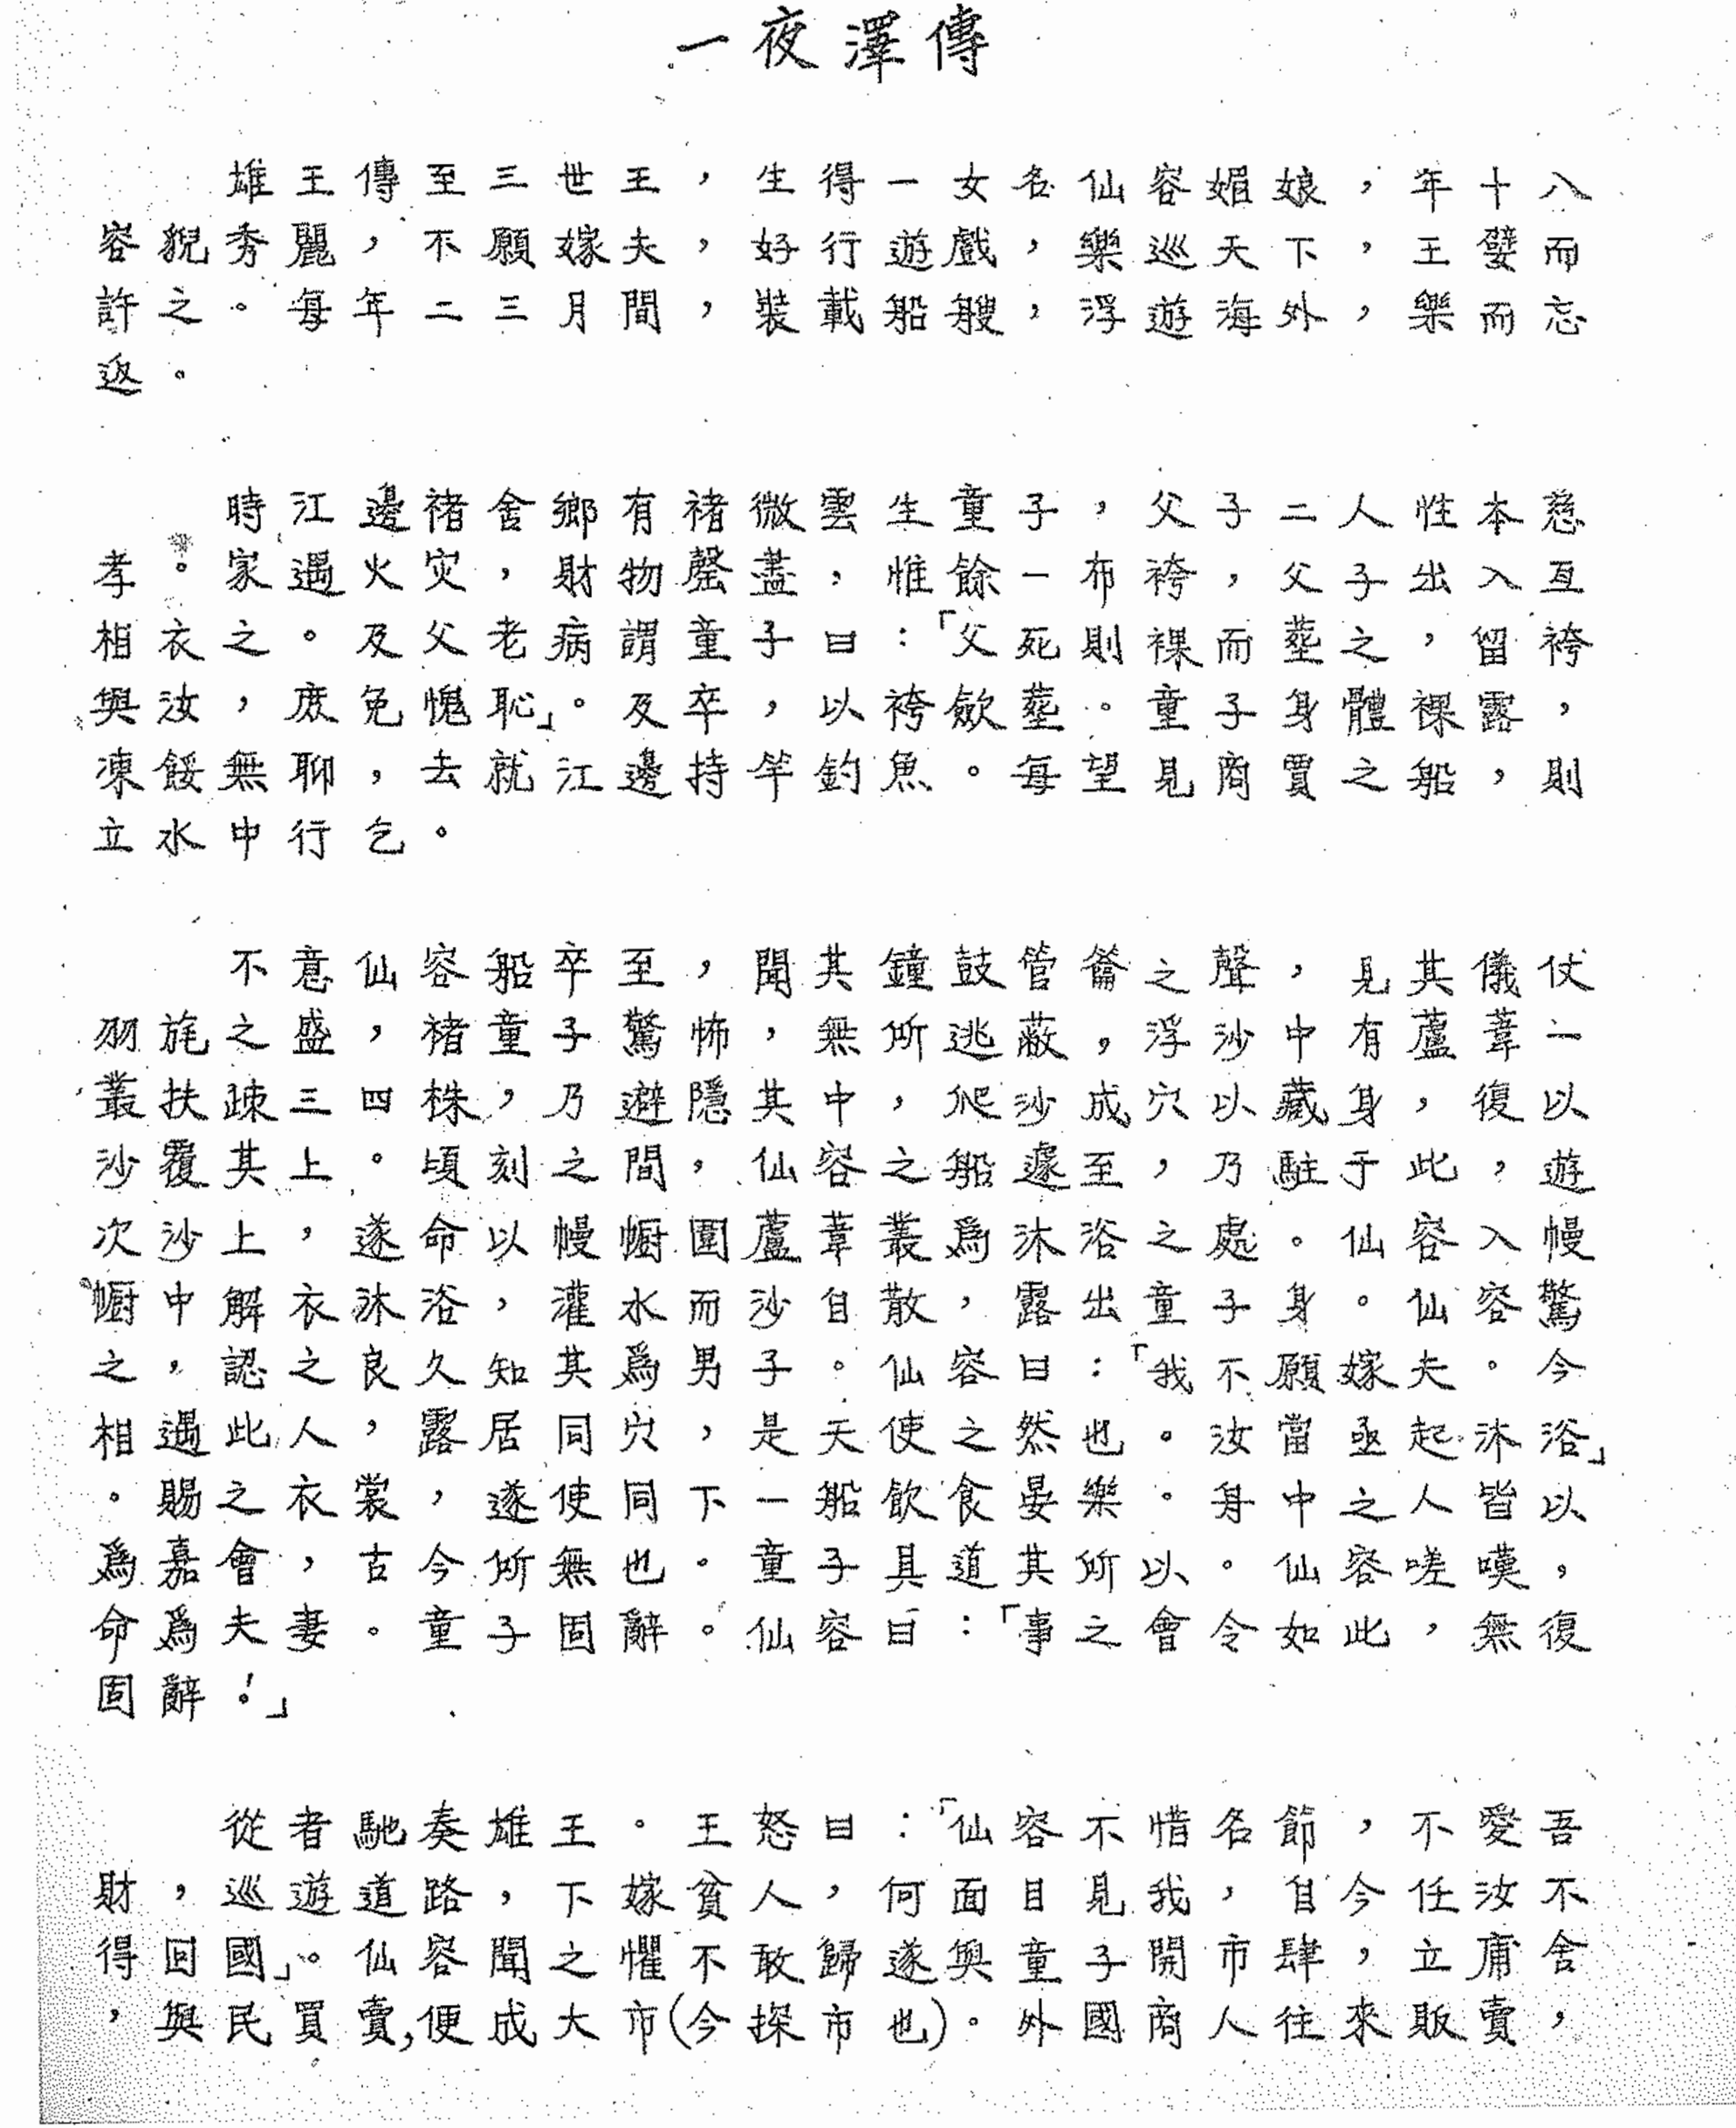 一夜澤傳
雄王傳至三世王，生得一女名仙容媚娘，年十八
容貌秀麗，不願嫁夫，好行遊戲，樂巡天下，王嬖而
許之。每年二三月間，裝載船艘，浮遊海外，樂而忘
返。
時江邊褚舍鄉有褚微雲生童子，父子二人性本慈
孝。家遇火灾，財物罄盡，惟餘一布袴，父子出入互
相衣之。及父老病謂童子曰：「父死則裸而塟之，留袴
與汝，庶免愧恥」。及卒，以袴歛塟。童子身體裸露，
凍餒無聊，去就江邊持竿釣魚。每望見商賈之船，則
立水中行乞。
不意仙容船卒至，聞其鐘鼓管籥之聲，見其儀仗
羽旄之盛，褚童子驚怖，無所逃蔽，浮沙中有蘆葦一
叢扶疎三四株，乃避隱其中，爬沙成穴以藏身，復以
沙覆其上。頃刻之間，仙容之船遽至，乃駐于此，遊
次沙上，遂命以幔㡡圍蘆葦叢爲沐浴之處。仙容入幔
㡡中解衣沐浴，灌水而沙自散，露出童子身。仙容驚
之，認之良久知其爲男子。仙容曰：「我不願嫁夫。今
相遇此人，露居同穴，是天使之然也。汝當亟起沐浴」
。賜之衣裳，遂使同下一船飲食晏樂。身中之人皆以
爲嘉會，古今所無也。童子具道其所以。仙容嗟嘆，
命爲夫妻。童子固辭。仙容曰：「事之會令如此，無復
固辭！」
從者馳奏雄王。王怒曰：「仙容不惜名節，不愛吾
財，巡遊道路，下嫁貧人，何面目見我，自今任汝不
得回國」。仙容聞之懼不敢歸遂與童子開市肆，立庸舍，
，與民買賣，便成大市（今探市也）。外國商人往來販賣，